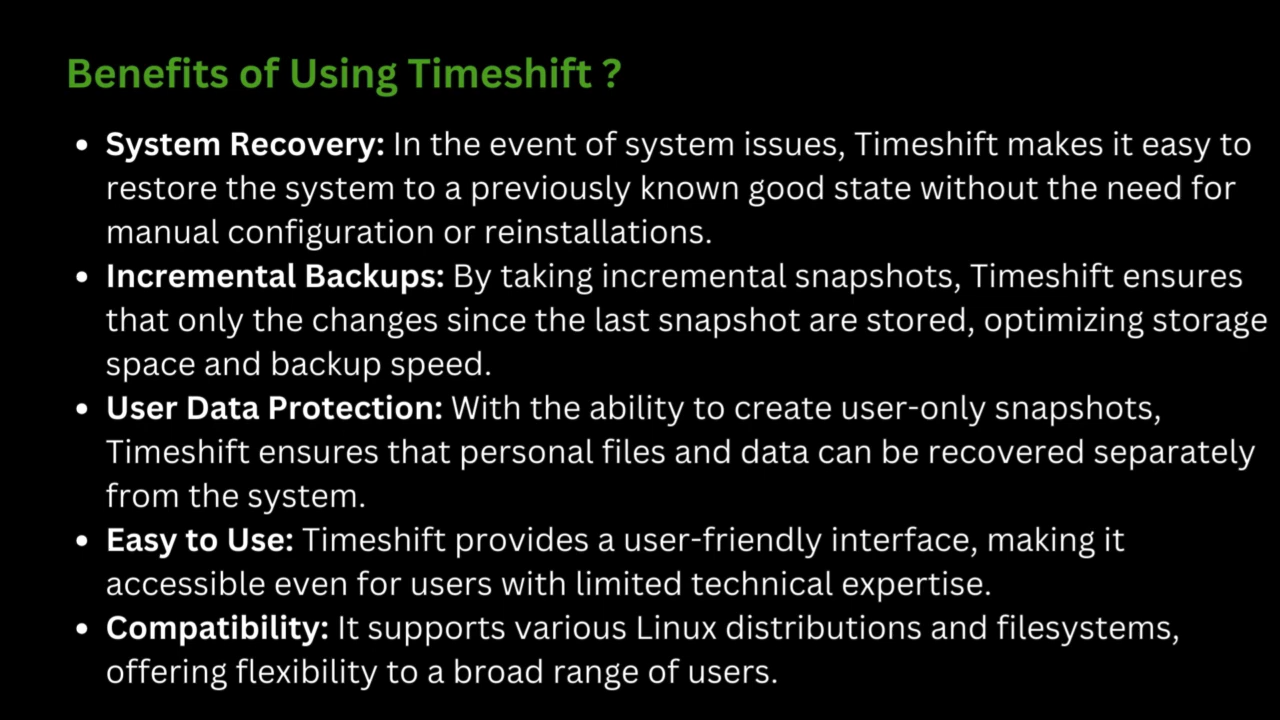 Benefits of Using Timeshift ?
• System Recovery: In the event of system issues, Timeshift makes it easy to
restore the system to a previously known good state without the need for
manual configuration or reinstallations.
• Incremental Backups: By taking incremental snapshots, Timeshift ensures
that only the changes since the last snapshot are stored, optimizing storage
space and backup speed.
• User Data Protection: With the ability to create user-only snapshots,
Timeshift ensures that personal files and data can be recovered separately
from the system.
• Easy to Use: Timeshift provides a user-friendly interface, making it
accessible even for users with limited technical expertise.
• Compatibility: It supports various Linux distributions and filesystems,
offering flexibility to a broad range of users.